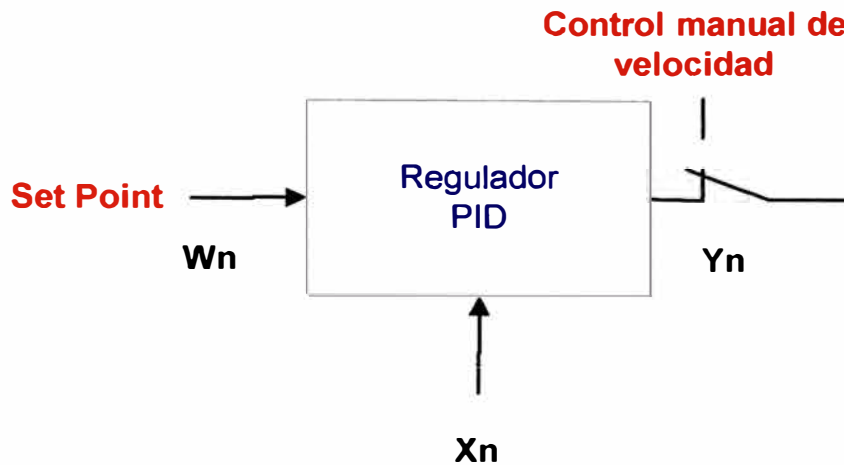 Control manual de
velocidad
Regulador
PID
Set Point
Wn
Yn
Xn